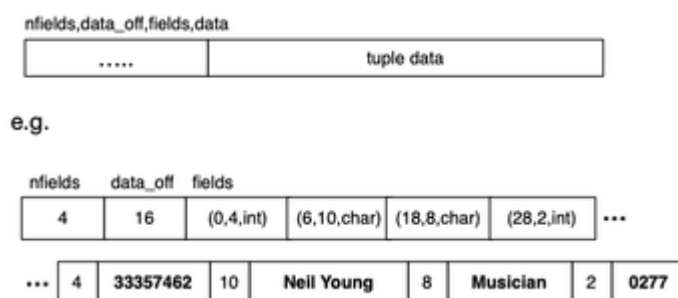 nfields,data_off,fields,data
..... tuple data
e.g.
nfields data_off fields
4 16 (0,4,int) (6,10,char) (18,8,char) (28,2,int) ...
... 4 33357462 10 Neil Young 8 Musician 2 0277